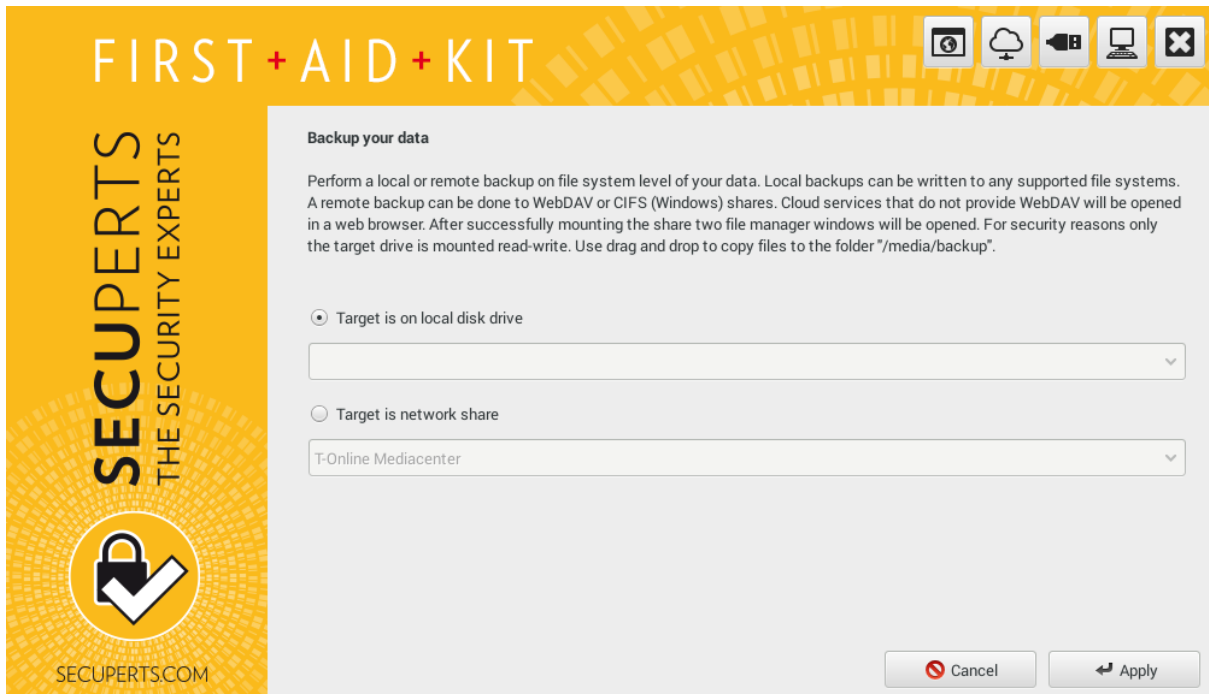 FIRST+AID+KIT
SECUPERTS
THE SECURITY EXPERTS
SECUPERTS.COM
Backup your data
Perform a local or remote backup on file system level of your data. Local backups can be written to any supported file systems.
A remote backup can be done to WebDAV or CIFS (Windows) shares. Cloud services that do not provide WebDAV will be opened
in a web browser. After successfully mounting the share two file manager windows will be opened. For security reasons only
the target drive is mounted read-write. Use drag and drop to copy files to the folder "/media/backup".
Target is on local disk drive
Target is network share
T-Online Mediacenter
Cancel
Apply